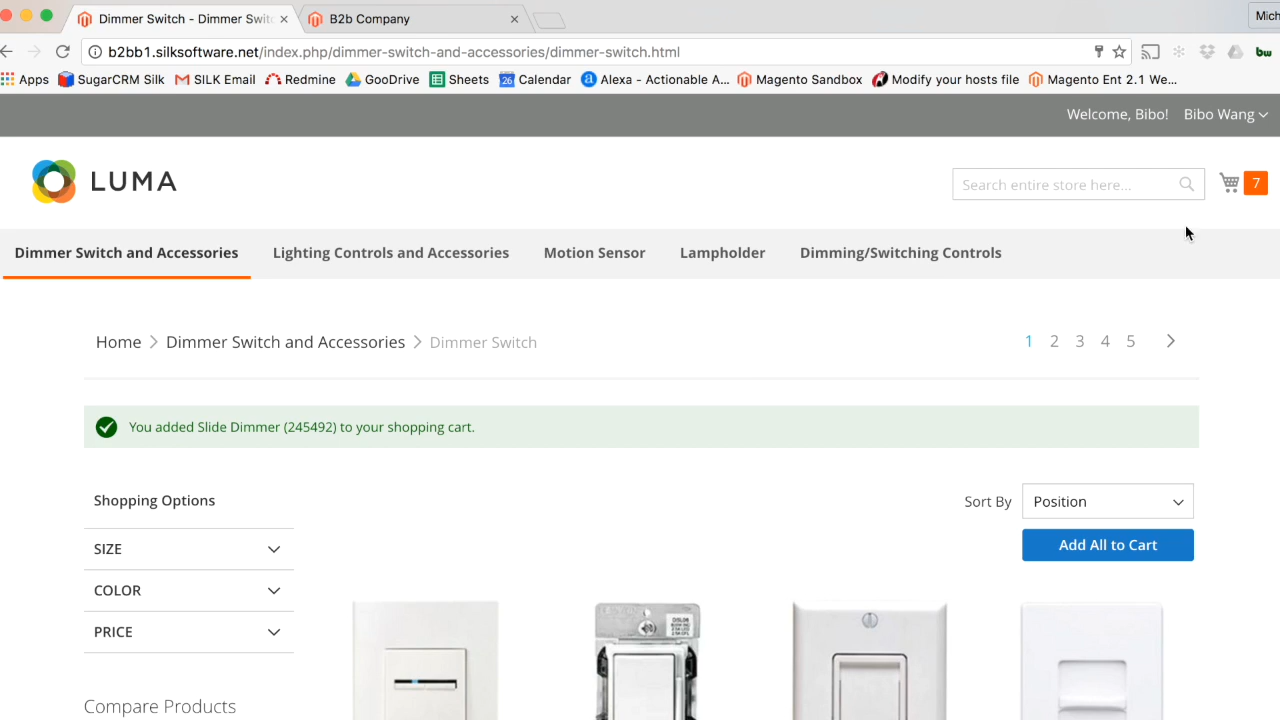 Dimmer Switch - Dimmer Swit
B2b Company
Mich
b2bb1.silksoftware.net/index.php/dimmer-switch-and-accessories/dimmer-switch.html
Apps SugarCRM Silk SILK Email Redmine GooDrive Sheets 26 Calendar Alexa - Actionable A... Magento Sandbox Modify your hosts file Magento Ent 2.1 We...
bw
Welcome, Bibo! Bibo Wang
LUMA
Search entire store here...
7
Dimmer Switch and Accessories Lighting Controls and Accessories Motion Sensor Lampholder Dimming/Switching Controls
Home > Dimmer Switch and Accessories > Dimmer Switch
1 2 3 4 5 >
You added Slide Dimmer (245492) to your shopping cart.
Shopping Options
Sort By Position
Add All to Cart
SIZE
COLOR
PRICE
Compare Products